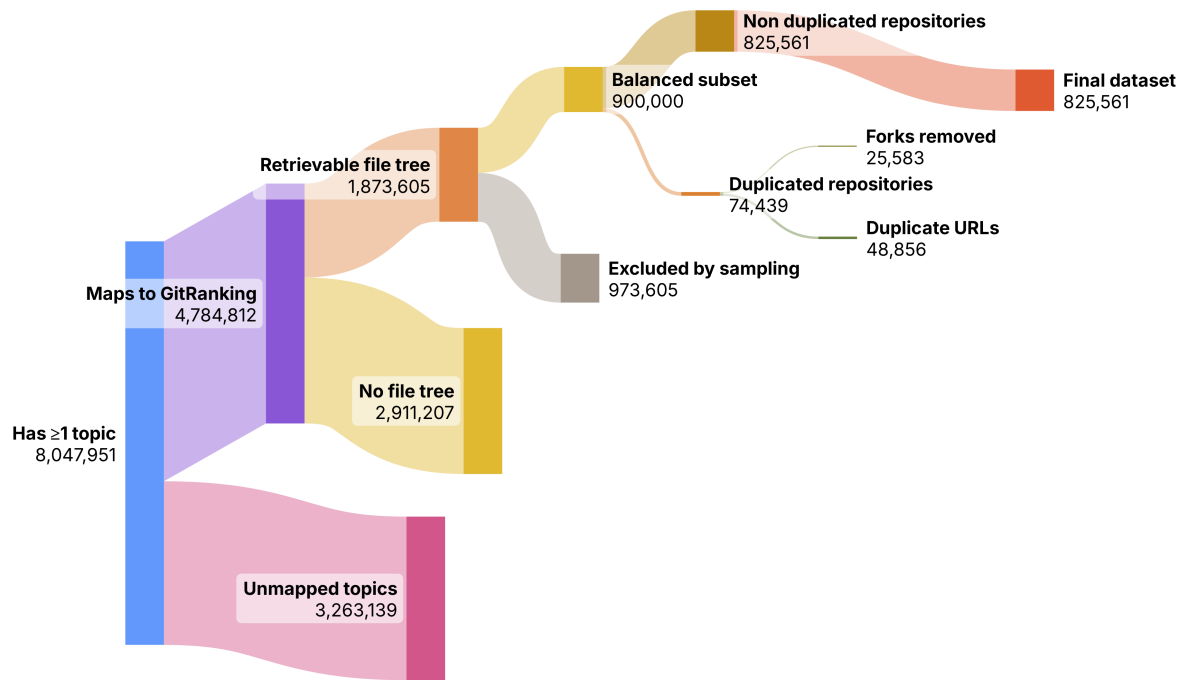 Non duplicated repositories
825,561
Balanced subset
900,000
Final dataset
825,561
Forks removed
25,583
Retrievable file tree
1,873,605
Duplicated repositories
74,439
Duplicate URLs
48,856
Excluded by sampling
973,605
Maps to GitRanking
4,784,812
No file tree
2,911,207
Has ≥1 topic
8,047,951
Unmapped topics
3,263,139